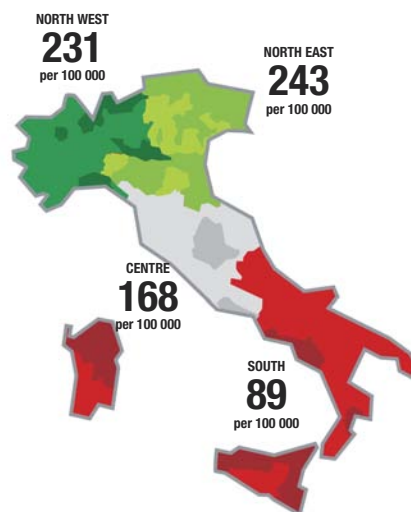 NORTH WEST
231
per 100 000
NORTH EAST
243
per 100 000
CENTRE
168
per 100 000
SOUTH
89
per 100 000